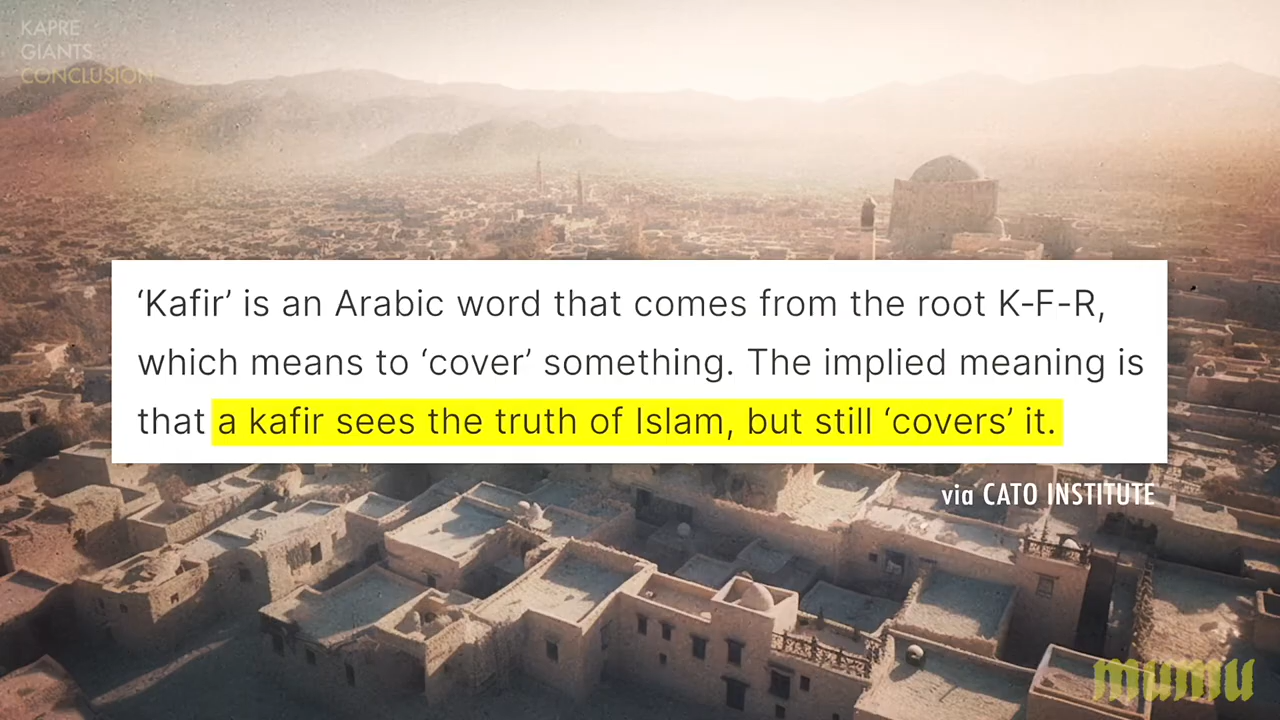 KAPRE
GIANTS
CONCLUSION
‘Kafir’ is an Arabic word that comes from the root K-F-R,
which means to ‘cover’ something. The implied meaning is
that a kafir sees the truth of Islam, but still ‘covers’ it.
via CATO INSTITUTE
mumu